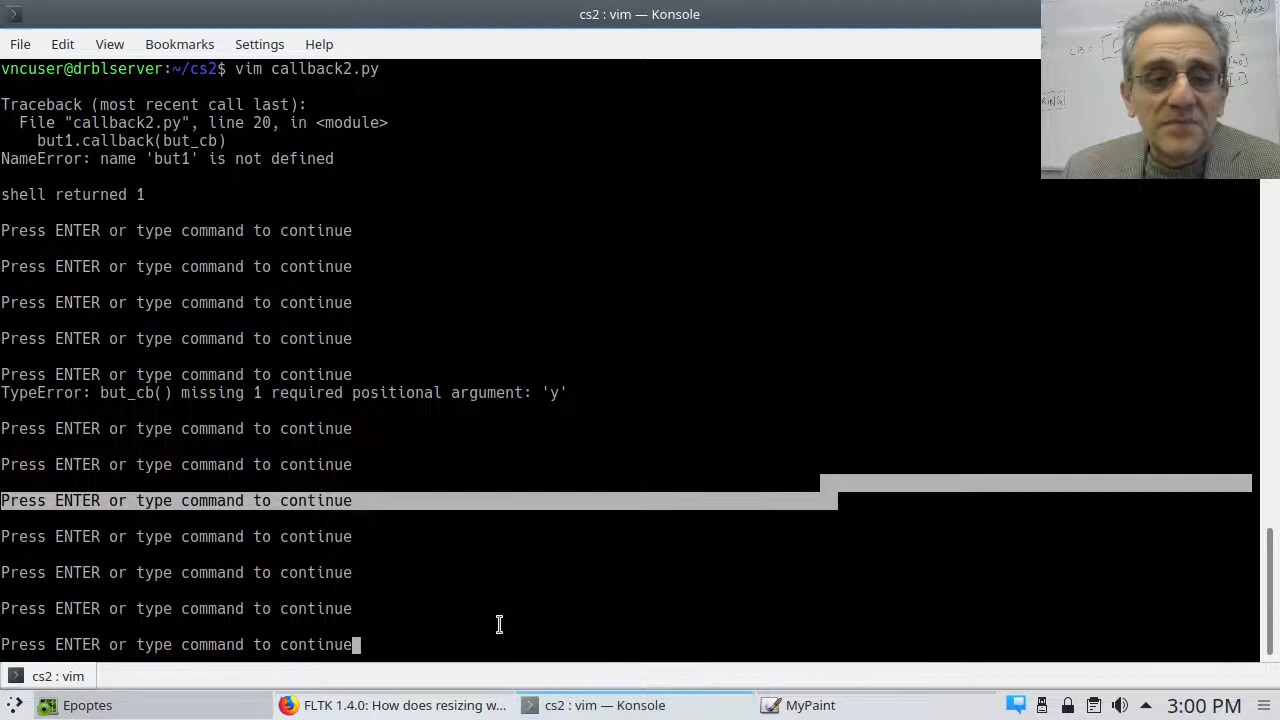 cs2 : vim — Konsole
File Edit View Bookmarks Settings Help
vncuser@drblserver:~/cs2$ vim callback2.py
Traceback (most recent call last):
File "callback2.py", line 20, in <module>
but1.callback(but_cb)
NameError: name 'but1' is not defined
shell returned 1
Press ENTER or type command to continue
Press ENTER or type command to continue
Press ENTER or type command to continue
Press ENTER or type command to continue
Press ENTER or type command to continue
TypeError: but_cb() missing 1 required positional argument: 'y'
Press ENTER or type command to continue
Press ENTER or type command to continue
Press ENTER or type command to continue
Press ENTER or type command to continue
Press ENTER or type command to continue
Press ENTER or type command to continue
Press ENTER or type command to continue
cs2 : vim
Epoptes FLTK 1.4.0: How does resizing w... cs2 : vim — Konsole MyPaint 3:00 PM